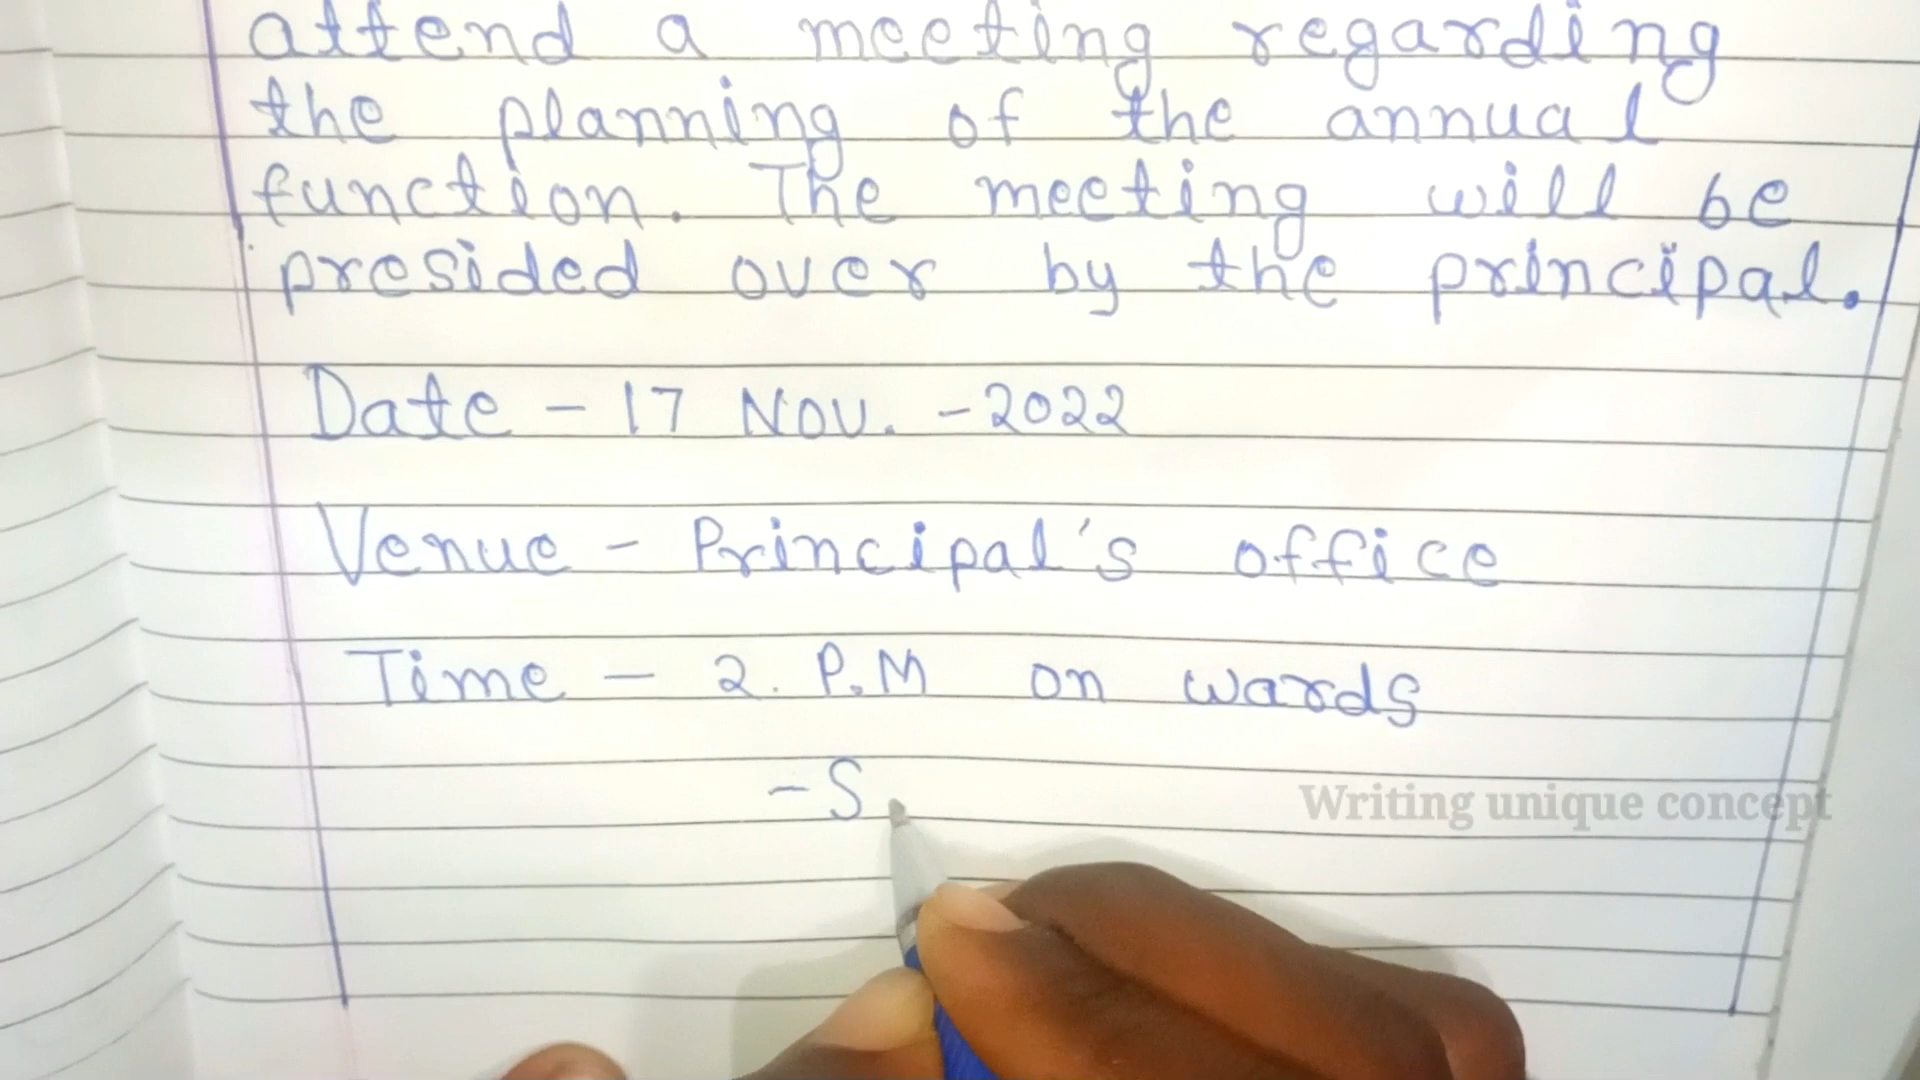 attend a meeting regarding
the planning of the annual
function. The meeting will be
presided over by the principal.
Date - 17 Nov. - 2022
Venue - Principal's office
Time - 2. P.M on wards
- S
Writing unique concept